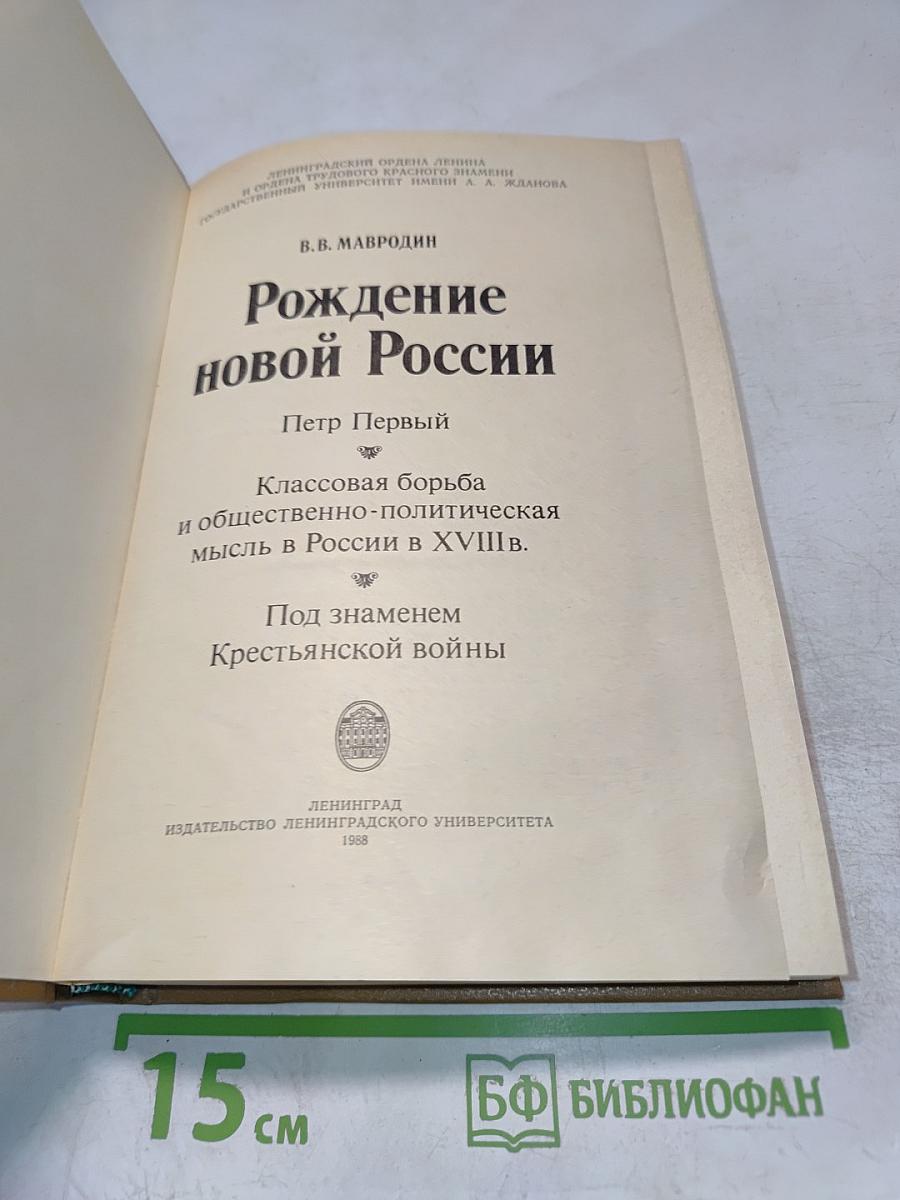 ЛЕНИНГРАДСКИЙ ОРДЕНА ЛЕНИНА
И ОРДЕНА ТРУДОВОГО КРАСНОГО ЗНАМЕНИ
ГОСУДАРСТВЕННЫЙ УНИВЕРСИТЕТ ИМЕНИ А. А. ЖДАНОВА
В. В. МАВРОДИН
Рождение
новой России
Петр Первый
Классовая борьба
и общественно-политическая
мысль в России в XVIII в.
Под знаменем
Крестьянской войны
ЛЕНИНГРАД
ИЗДАТЕЛЬСТВО ЛЕНИНГРАДСКОГО УНИВЕРСИТЕТА
1988
15 см
БФ БИБЛИОФАН